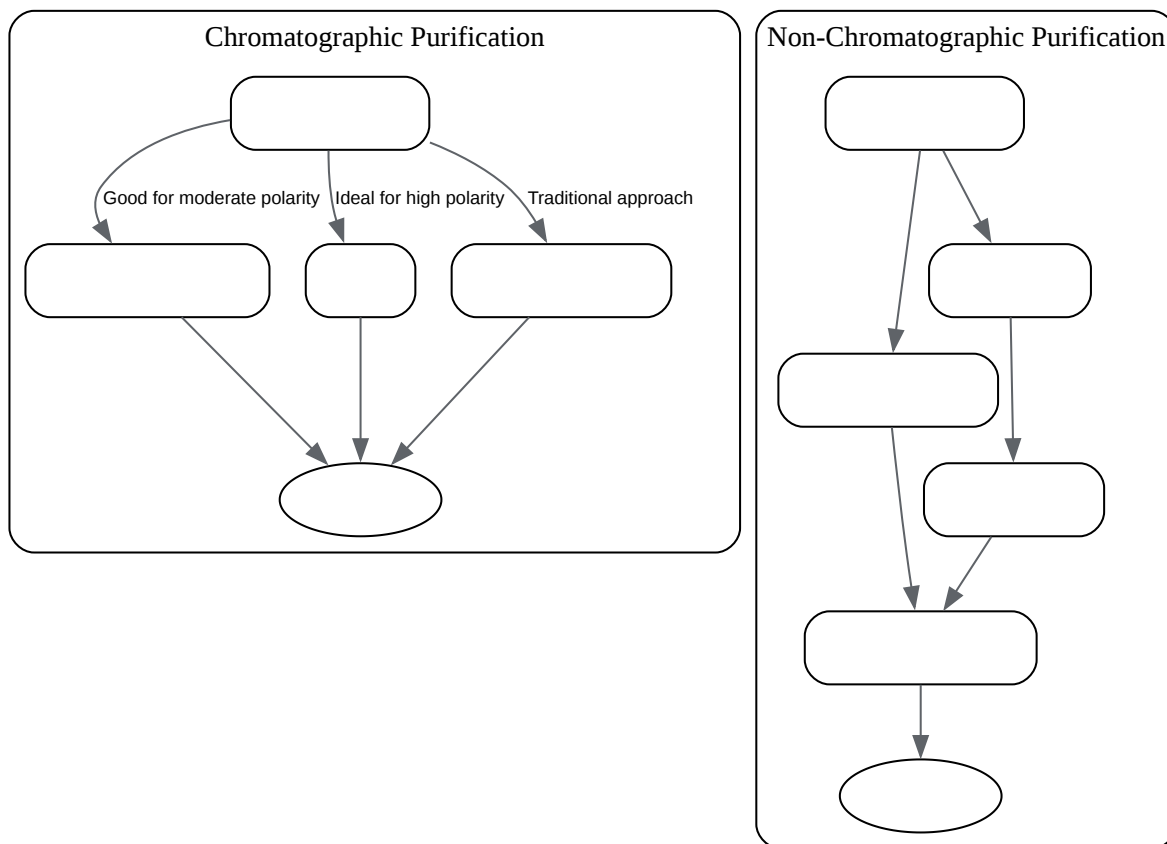 Chromatographic Purification
Non-Chromatographic Purification
Good for moderate polarity
Ideal for high polarity
Traditional approach